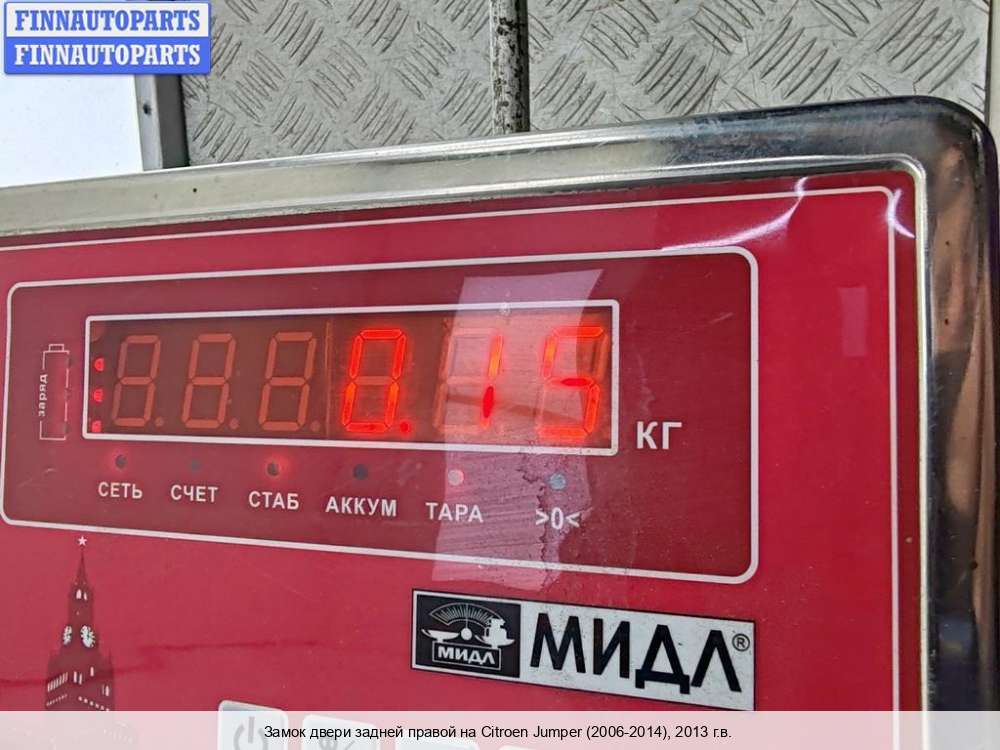 FINNAUTOPARTS
FINNAUTOPARTS
заряд
0.15
КГ
СЕТЬ СЧЕТ СТАБ АККУМ ТАРА >0<
МИДЛ
МИДЛ®
Замок двери задней правой на Citroen Jumper (2006-2014), 2013 г.в.